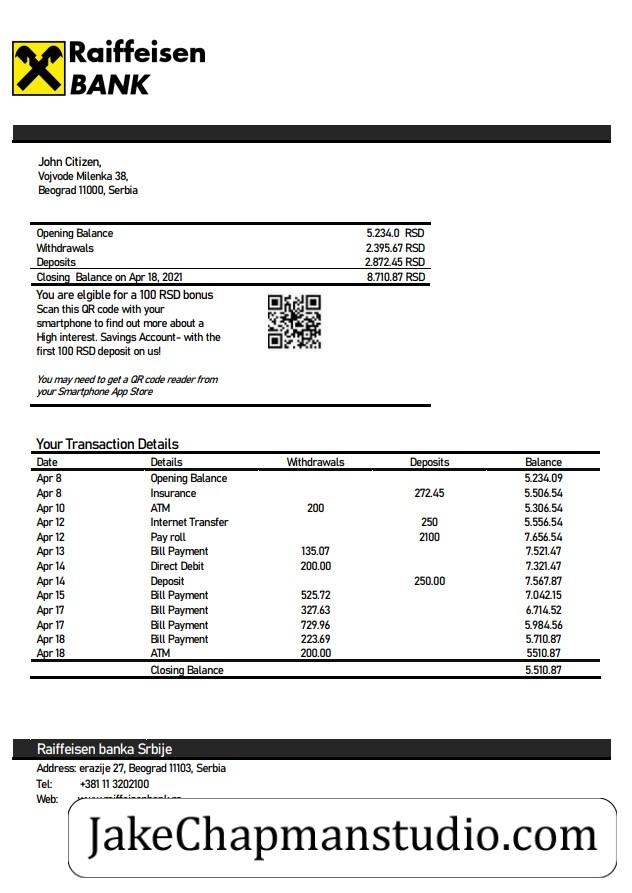 Raiffeisen
BANK
John Citizen,
Vojvode Milenka 38,
Beograd 11000, Serbia
Opening Balance 5.234.0 RSD
Withdrawals 2.395.67 RSD
Deposits 2.872.45 RSD
Closing Balance on Apr 18, 2021 8.710.87 RSD
You are elgible for a 100 RSD bonus
Scan this QR code with your
smartphone to find out more about a
High interest. Savings Account- with the
first 100 RSD deposit on us!
You may need to get a QR code reader from
your Smartphone App Store
Your Transaction Details
Date Details Withdrawals Deposits Balance
Apr 8 Opening Balance 5.234.09
Apr 8 Insurance 272.45 5.506.54
Apr 10 ATM 200 5.306.54
Apr 12 Internet Transfer 250 5.556.54
Apr 12 Pay roll 2100 7.656.54
Apr 13 Bill Payment 135.07 7.521.47
Apr 14 Direct Debit 200.00 7.321.47
Apr 14 Deposit 250.00 7.567.87
Apr 15 Bill Payment 525.72 7.042.15
Apr 17 Bill Payment 327.63 6.714.52
Apr 17 Bill Payment 729.96 5.984.56
Apr 18 Bill Payment 223.69 5.710.87
Apr 18 ATM 200.00 5510.87
Closing Balance 5.510.87
Raiffeisen banka Srbije
Address: erazije 27, Beograd 11103, Serbia
Tel: +381 11 3202100
Web:
JakeChapmanstudio.com